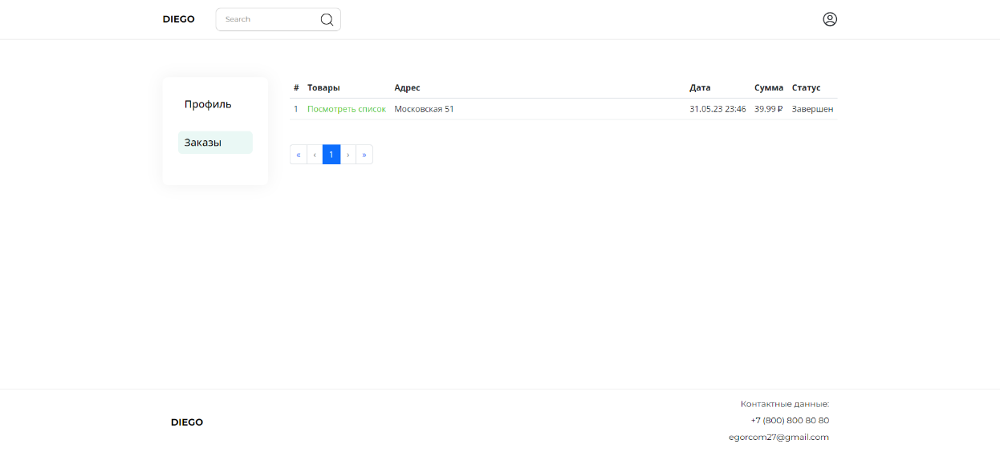 DIEGO
Search
Профиль
Заказы
# Товары Адрес Дата Сумма Статус
1 Посмотреть список Московская 51 31.05.23 23:46 39.99 ₽ Завершен
« ‹ 1 › »
DIEGO
Контактные данные:
+7 (800) 800 80 80
egorcom27@gmail.com